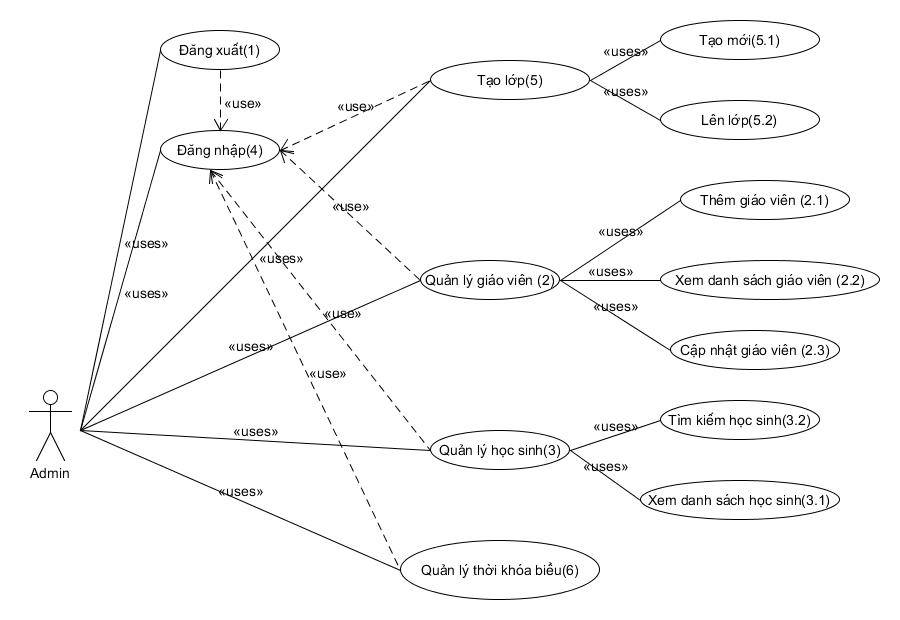 Đăng xuất(1)
«use»
Đăng nhập(4)
Tạo lớp(5)
«use»
«uses»
Tạo mới(5.1)
«uses»
Lên lớp(5.2)
«use»
«uses»
«uses»
«uses»
Quản lý giáo viên (2)
«uses»
Thêm giáo viên (2.1)
«uses»
Xem danh sách giáo viên (2.2)
«uses»
Cập nhật giáo viên (2.3)
«use»
«uses»
«use»
Admin
«uses»
Quản lý học sinh(3)
«uses»
Tìm kiếm học sinh(3.2)
«uses»
Xem danh sách học sinh(3.1)
«uses»
Quản lý thời khóa biểu(6)